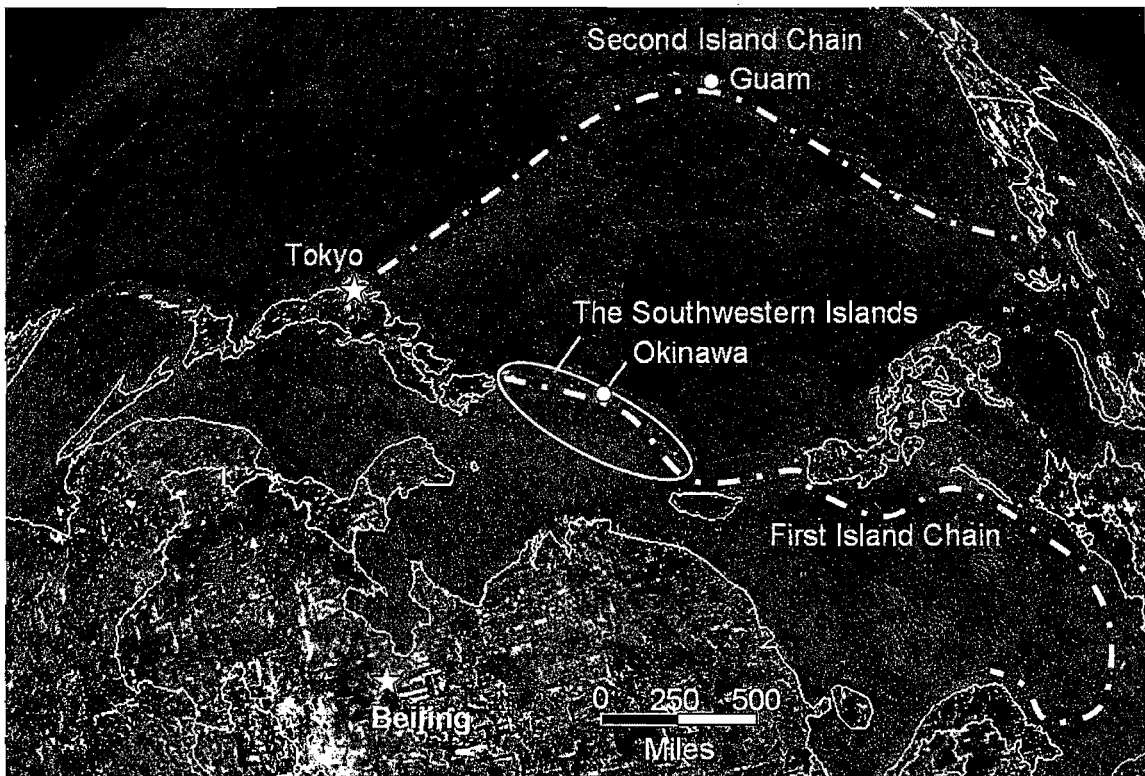 Second Island Chain
Guam
Tokyo
The Southwestern Islands
Okinawa
First Island Chain
Beijing
0 250 500
Miles